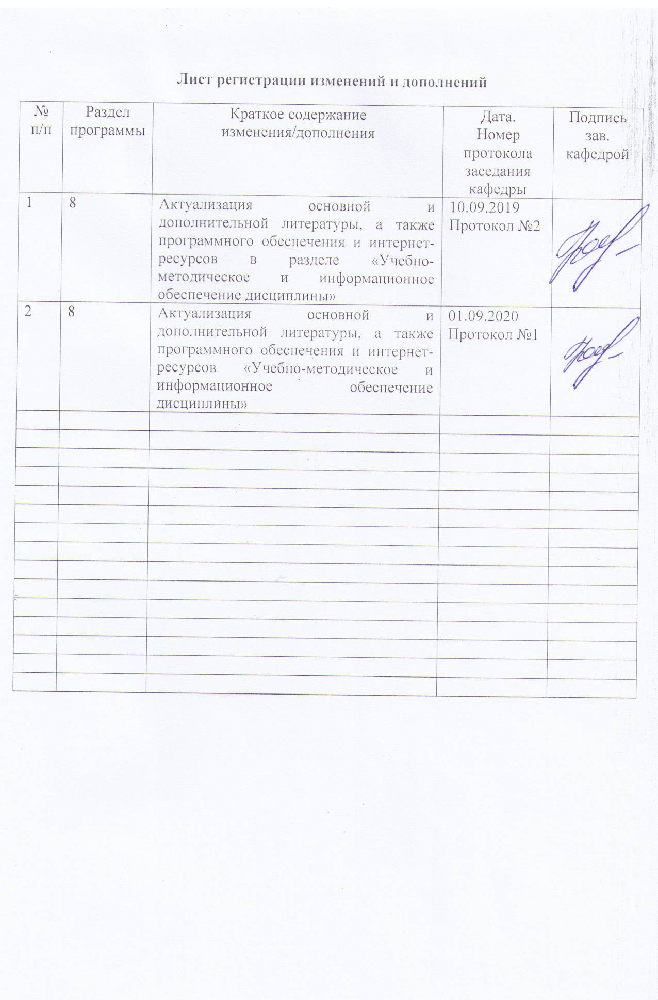 Лист регистрации изменений и дополнений
№
п/п
Раздел
программы
Краткое содержание
изменения/дополнения
Дата.
Номер
протокола
заседания
кафедры
Подпись
зав.
кафедрой
1
8
Актуализация основной и
дополнительной литературы, а также
программного обеспечения и интернет-
ресурсов в разделе «Учебно-
методическое и информационное
обеспечение дисциплины»
10.09.2019
Протокол №2
2
8
Актуализация основной и
дополнительной литературы, а также
программного обеспечения и интернет-
ресурсов «Учебно-методическое и
информационное обеспечение
дисциплины»
01.09.2020
Протокол №1